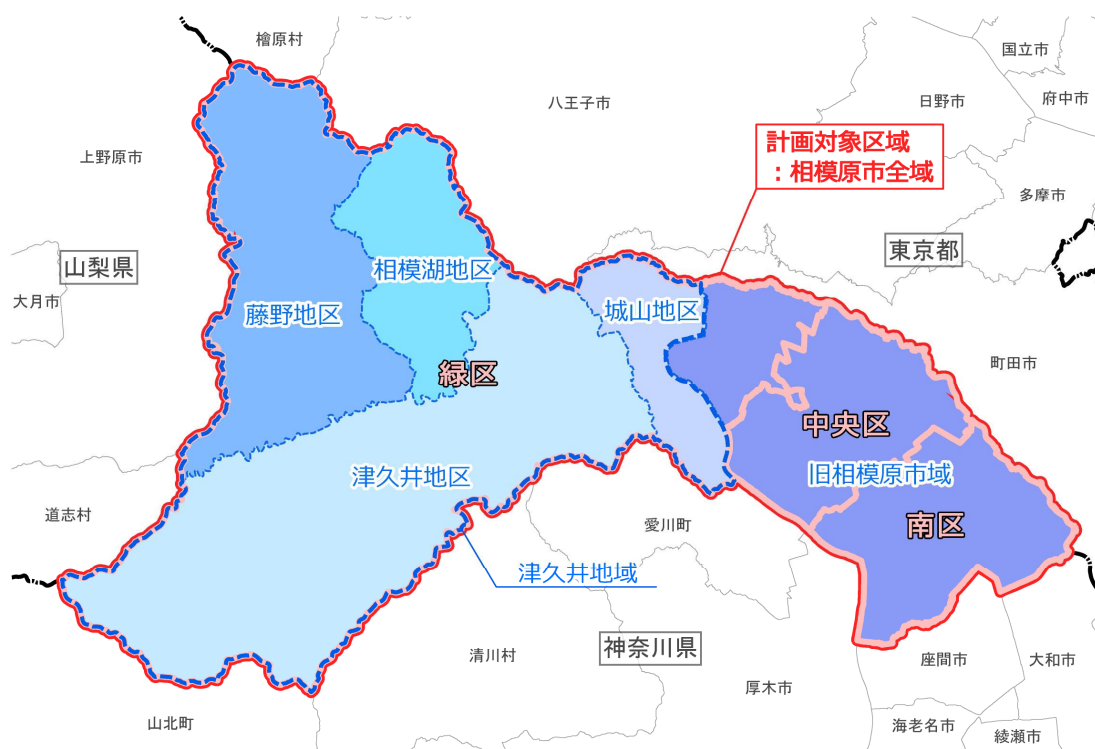 檜原村
国立市
八王子市
日野市
府中市
計画対象区域
：相模原市全域
上野原市
多摩市
東京都
山梨県
相模湖地区
大月市
藤野地区
城山地区
町田市
緑区
中央区
津久井地区
旧相模原市域
道志村
愛川町
南区
津久井地域
神奈川県
清川村
座間市
大和市
厚木市
山北町
海老名市
綾瀬市